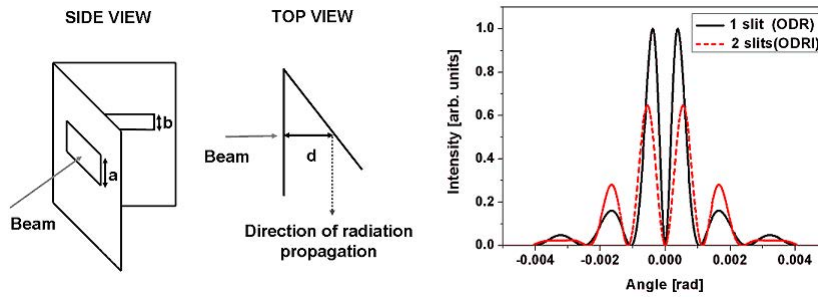 SIDE VIEW
TOP VIEW
b
a
Beam
Beam
d
Direction of radiation
propagation
1 slit (ODR)
2 slits(ODRI)
Intensity [arb. units]
1.0
0.8
0.6
0.4
0.2
0.0
-0.004
-0.002
0.000
0.002
0.004
Angle [rad]